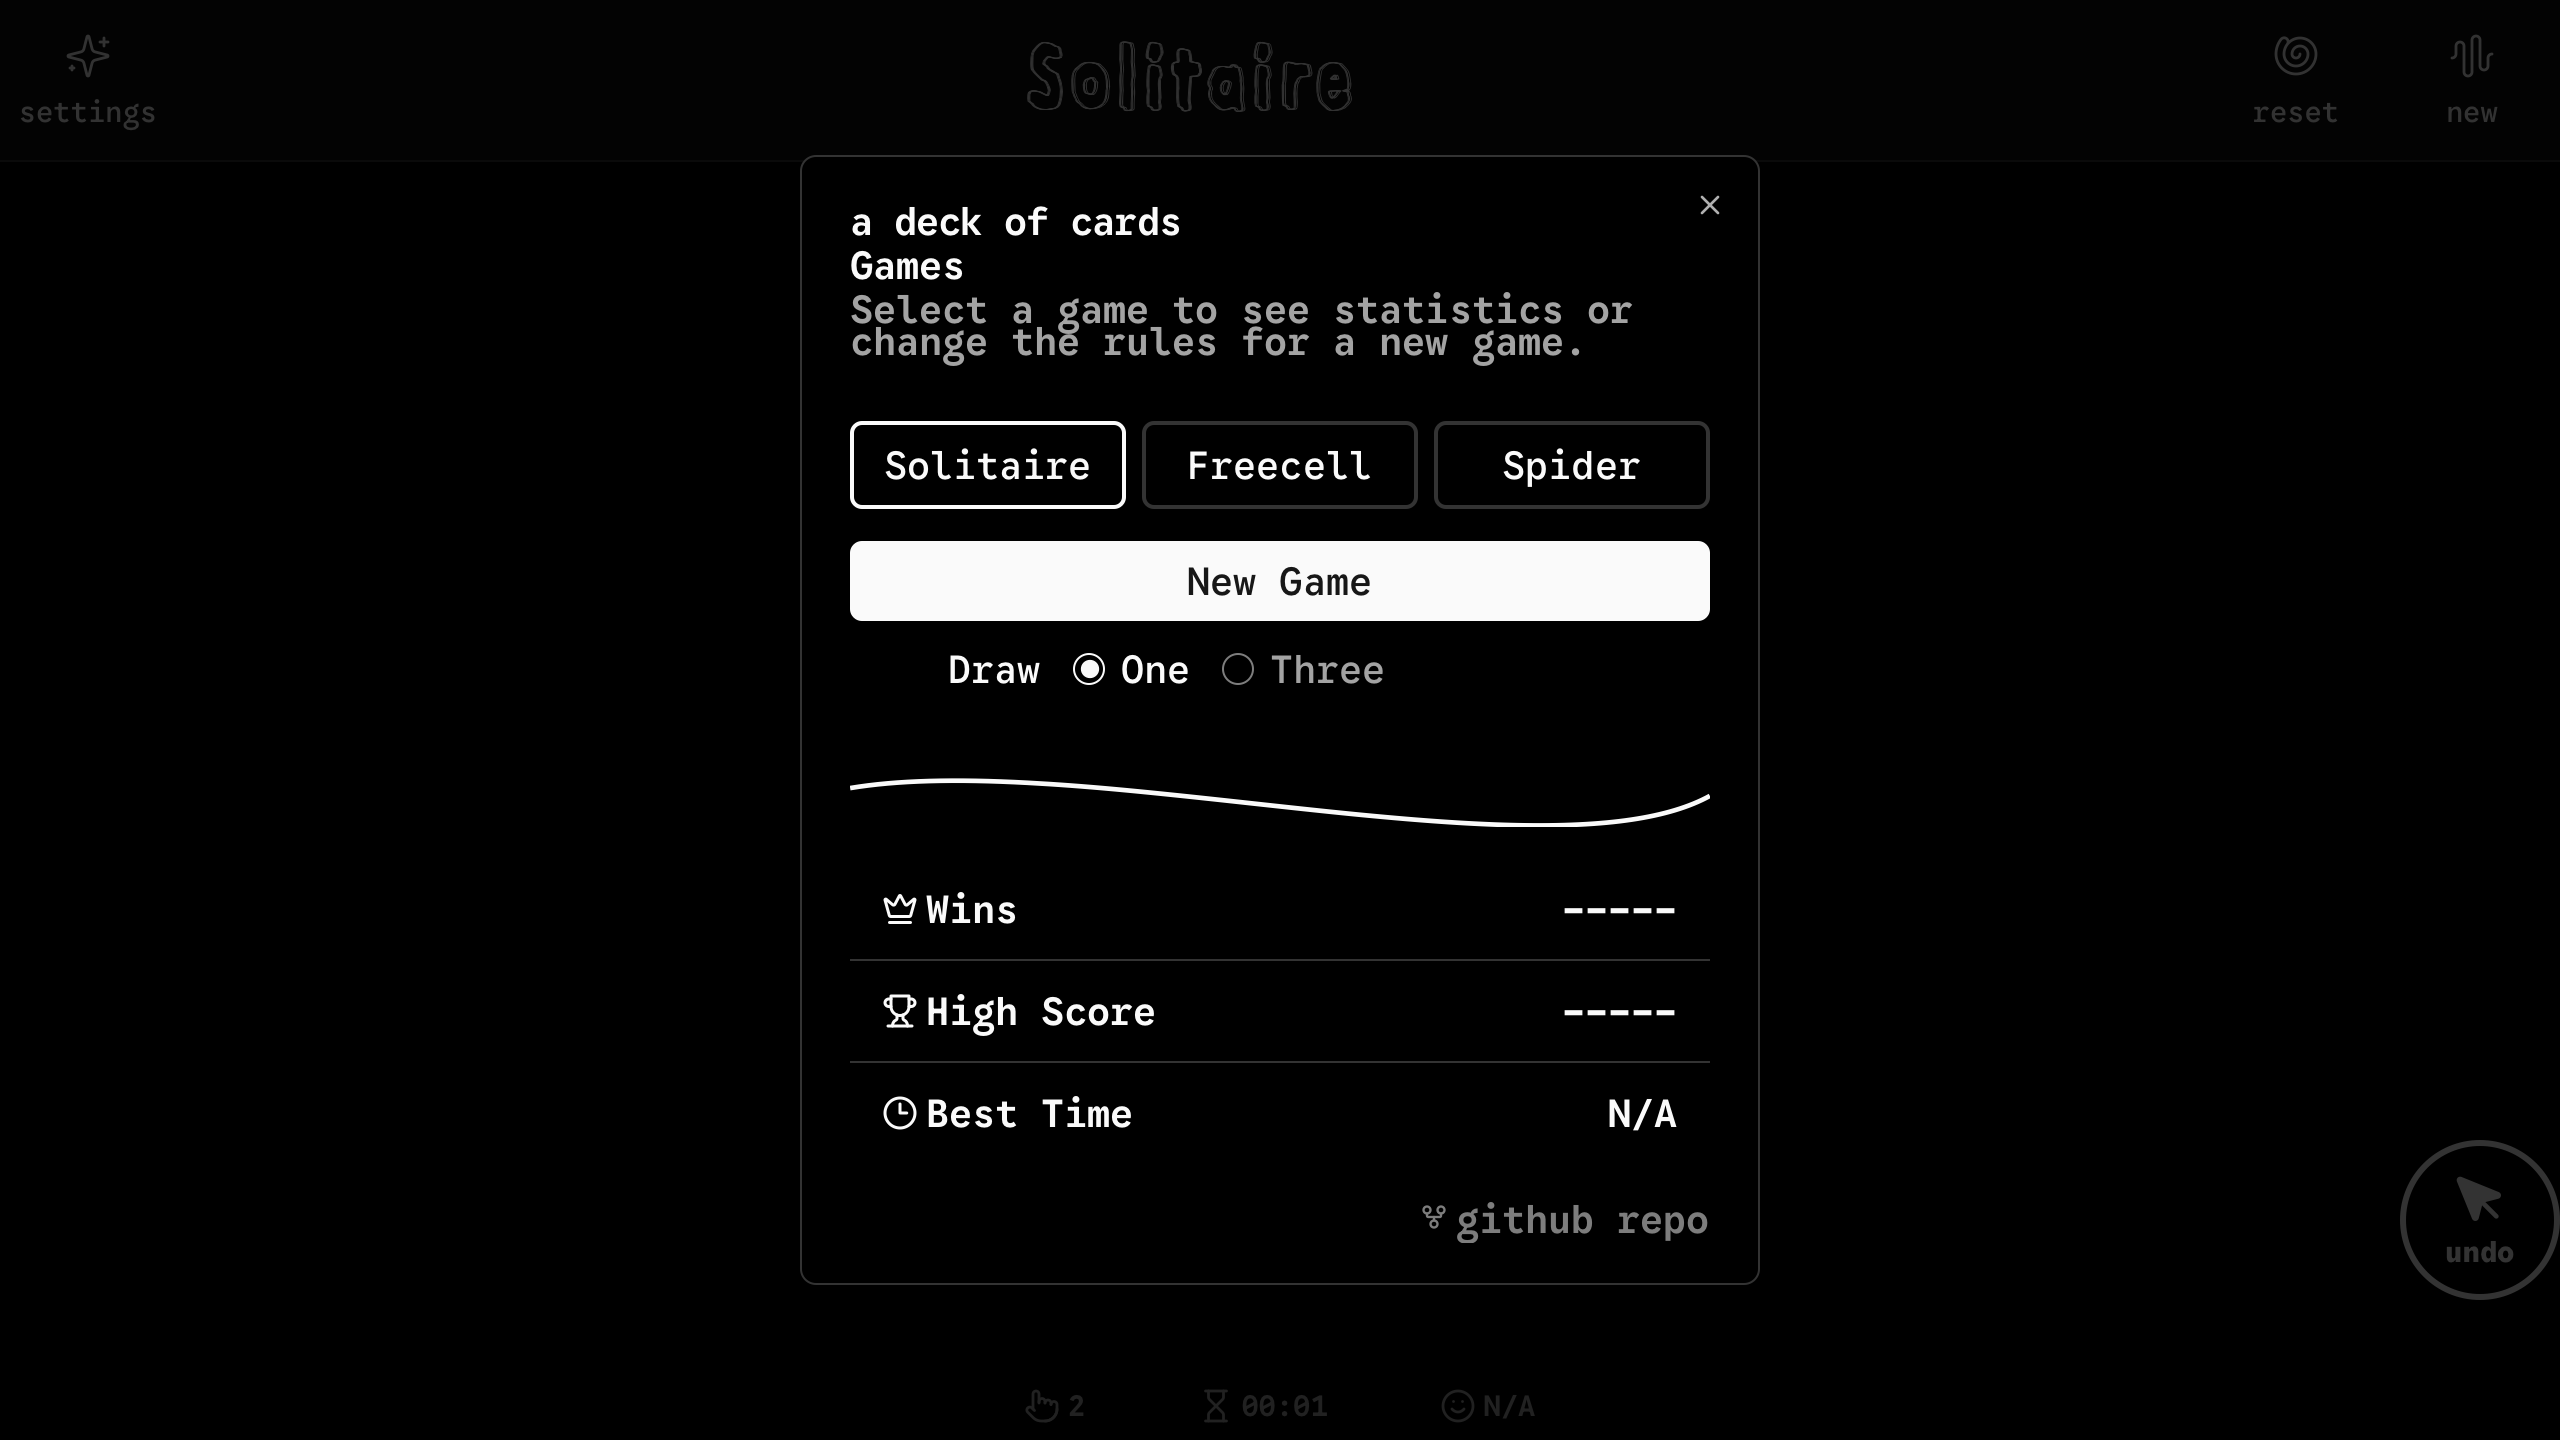 settings
Solitaire
reset
new
a deck of cards
Games
Select a game to see statistics or
change the rules for a new game.
Solitaire
Freecell
Spider
New Game
Draw One Three
Wins -----
High Score -----
Best Time N/A
github repo
undo
2 00:01 N/A